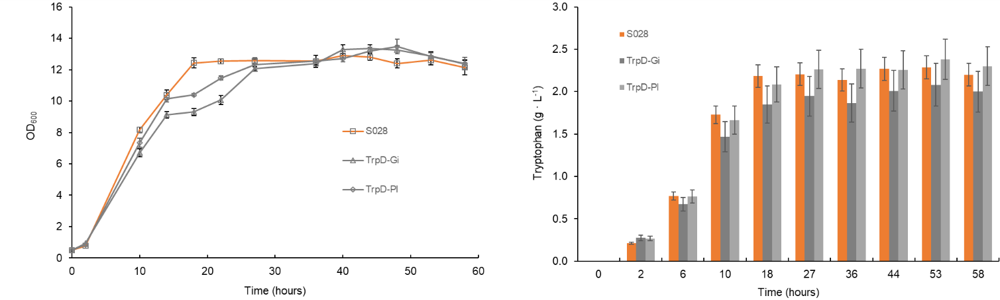 16
14
12
10
8
6
4
2
0
OD600
S028
TrpD-Gi
TrpD-Pl
0 10 20 30 40 50 60
Time (hours)
3.0
2.5
2.0
1.5
1.0
0.5
0.0
Tryptophan (g · L-1)
S028
TrpD-Gi
TrpD-Pl
0 2 6 10 18 27 36 44 53 58
Time (hours)